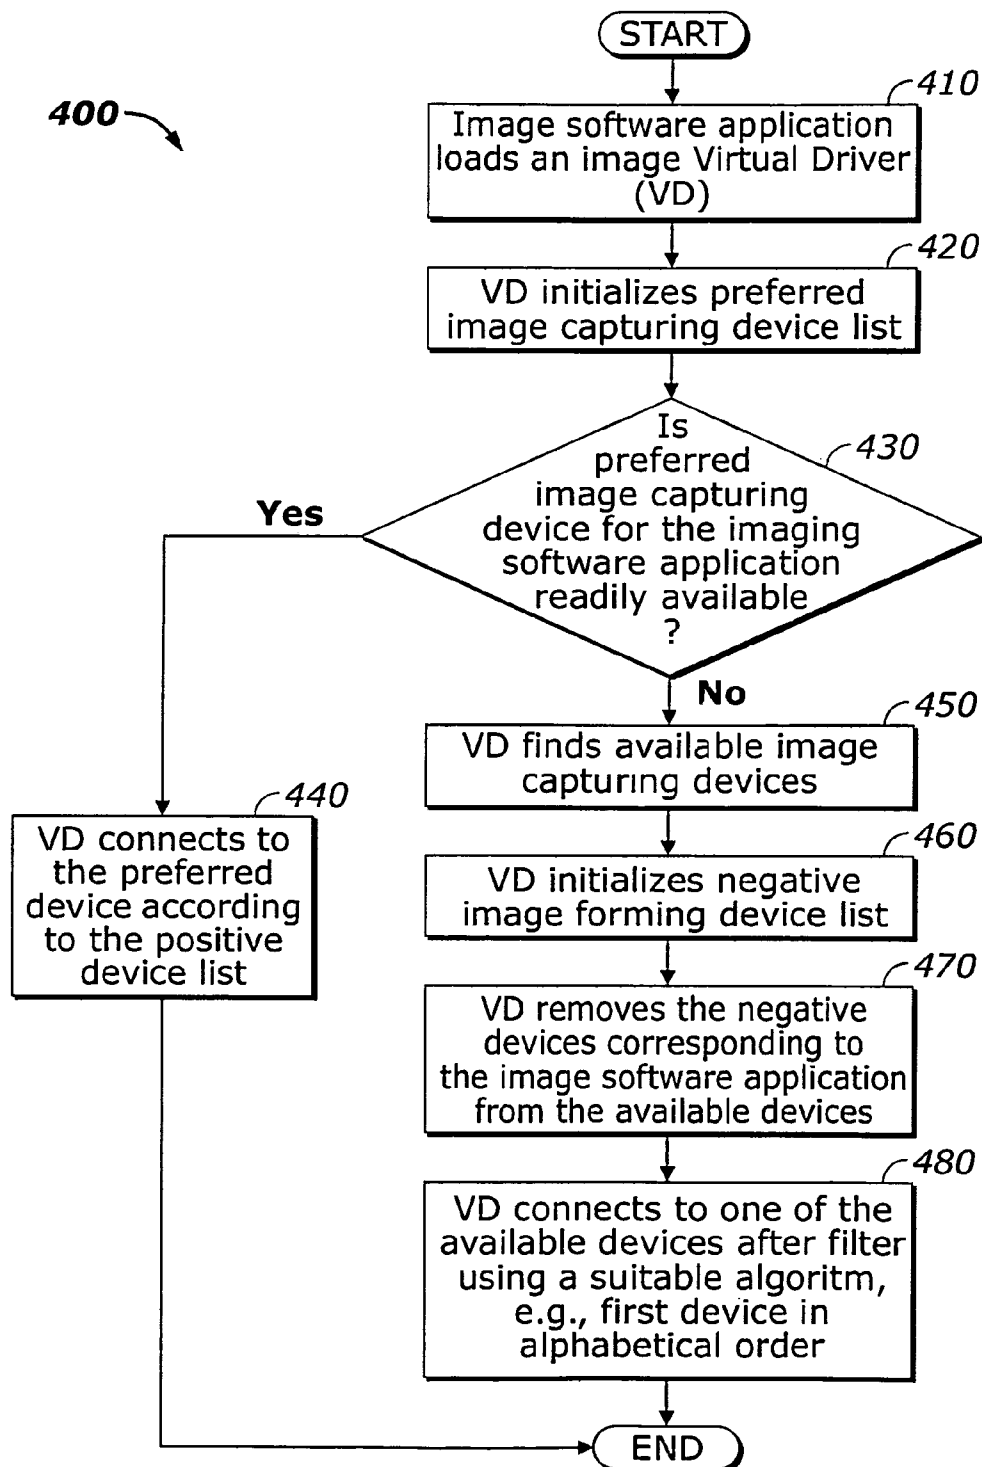 START
400
410
Image software application
loads an image Virtual Driver
(VD)
420
VD initializes preferred
image capturing device list
430
Is
preferred
image capturing
device for the imaging
software application
readily available
?
Yes
No
440
VD connects to
the preferred
device according
to the positive
device list
450
VD finds available image
capturing devices
460
VD initializes negative
image forming device list
470
VD removes the negative
devices corresponding to
the image software application
from the available devices
480
VD connects to one of the
available devices after filter
using a suitable algoritm,
e.g., first device in
alphabetical order
END